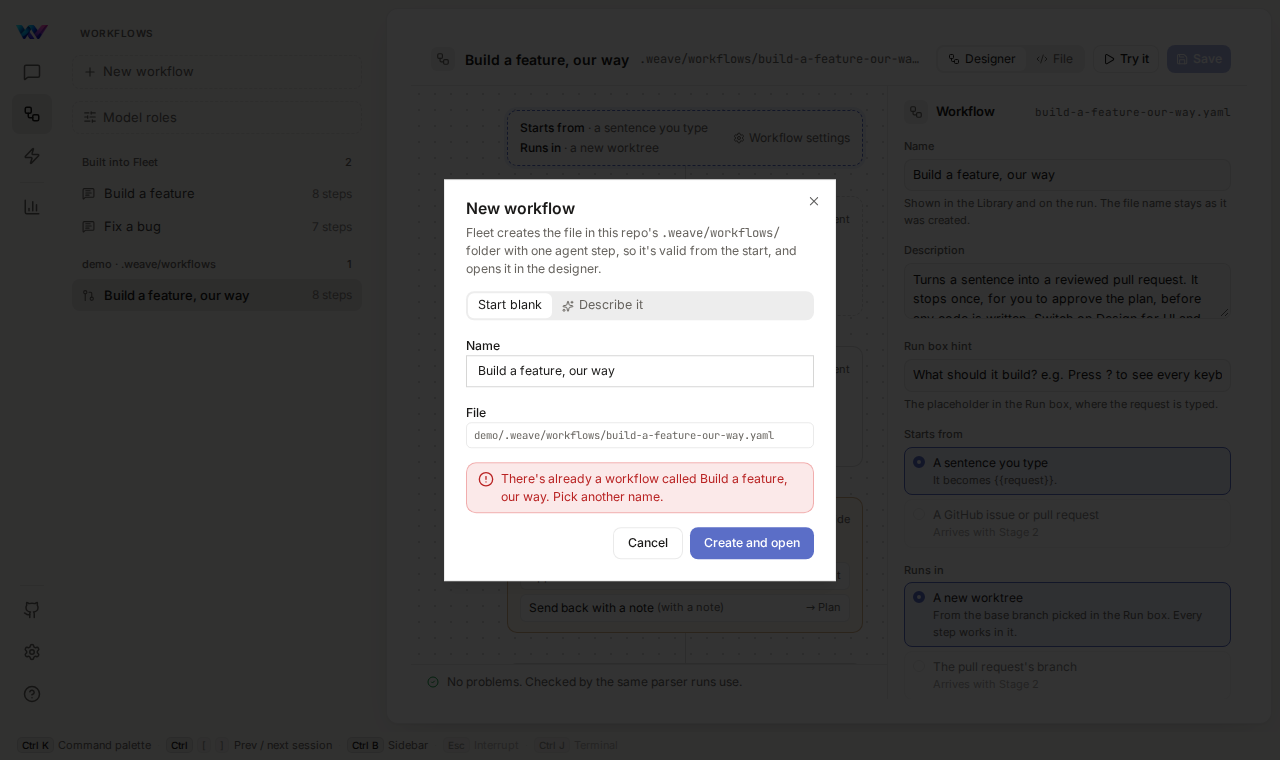 WORKFLOWS
New workflow
Model roles
Built into Fleet 2
Build a feature 8 steps
Fix a bug 7 steps
demo · .weave/workflows 1
Build a feature, our way 8 steps
Build a feature, our way .weave/workflows/build-a-feature-our-wa…
Designer File Try it Save
Starts from · a sentence you type
Runs in · a new worktree
Workflow settings
Workflow build-a-feature-our-way.yaml
Name
Build a feature, our way
Shown in the Library and on the run. The file name stays as it
was created.
Description
Turns a sentence into a reviewed pull request. It
stops once, for you to approve the plan, before
any code is written. Switch on Design for UI and
Run box hint
What should it build? e.g. Press ? to see every keyb
The placeholder in the Run box, where the request is typed.
Starts from
A sentence you type
It becomes {{request}}.
A GitHub issue or pull request
Arrives with Stage 2
Runs in
A new worktree
From the base branch picked in the Run box. Every
step works in it.
The pull request's branch
Arrives with Stage 2
New workflow
Fleet creates the file in this repo's .weave/workflows/
folder with one agent step, so it's valid from the start, and
opens it in the designer.
Start blank Describe it
Name
Build a feature, our way
File
demo/.weave/workflows/build-a-feature-our-way.yaml
There's already a workflow called Build a feature,
our way. Pick another name.
Cancel Create and open
Send back with a note (with a note) → Plan
No problems. Checked by the same parser runs use.
Ctrl K Command palette Ctrl [ ] Prev / next session Ctrl B Sidebar Esc Interrupt Ctrl J Terminal